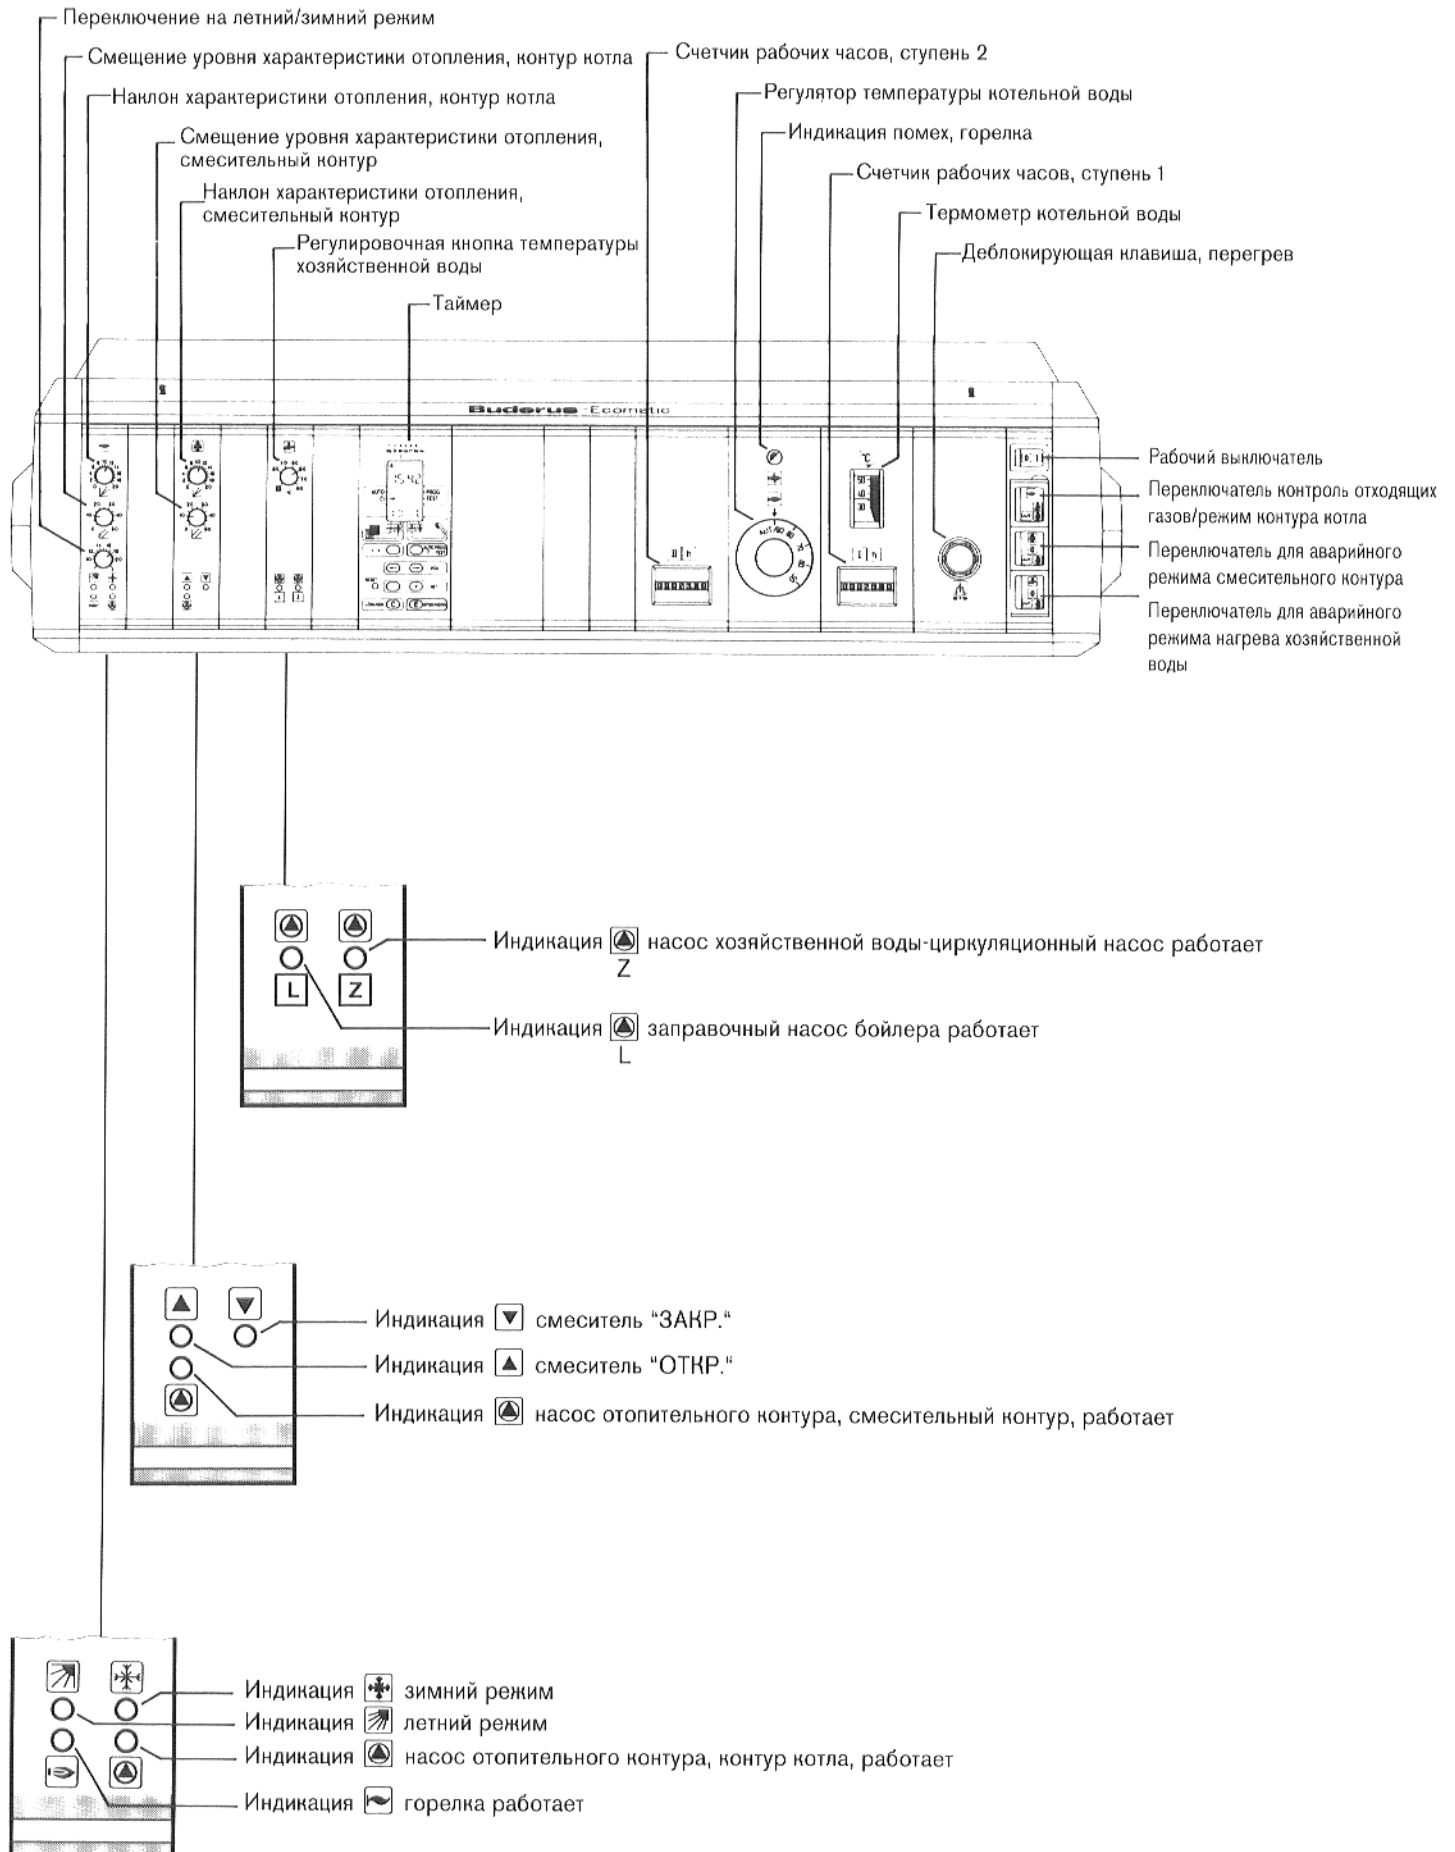 Переключение на летний/зимний режим
Смещение уровня характеристики отопления, контур котла
Наклон характеристики отопления, контур котла
Смещение уровня характеристики отопления,
смесительный контур
Наклон характеристики отопления,
смесительный контур
Регулировочная кнопка температуры
хозяйственной воды
Таймер
Счетчик рабочих часов, ступень 2
Регулятор температуры котельной воды
Индикация помех, горелка
Счетчик рабочих часов, ступень 1
Термометр котельной воды
Деблокирующая клавиша, перегрев
Buderus Ecomatic
15:42
AUTO
PROG
TEST
II h
°C
I h
Рабочий выключатель
Переключатель контроль отходящих
газов/режим контура котла
Переключатель для аварийного
режима смесительного контура
Переключатель для аварийного
режима нагрева хозяйственной
воды
L Z
Индикация насос хозяйственной воды-циркуляционный насос работает
Z
Индикация заправочный насос бойлера работает
L
Индикация смеситель "ЗАКР."
Индикация смеситель "ОТКР."
Индикация насос отопительного контура, смесительный контур, работает
Индикация зимний режим
Индикация летний режим
Индикация насос отопительного контура, контур котла, работает
Индикация горелка работает